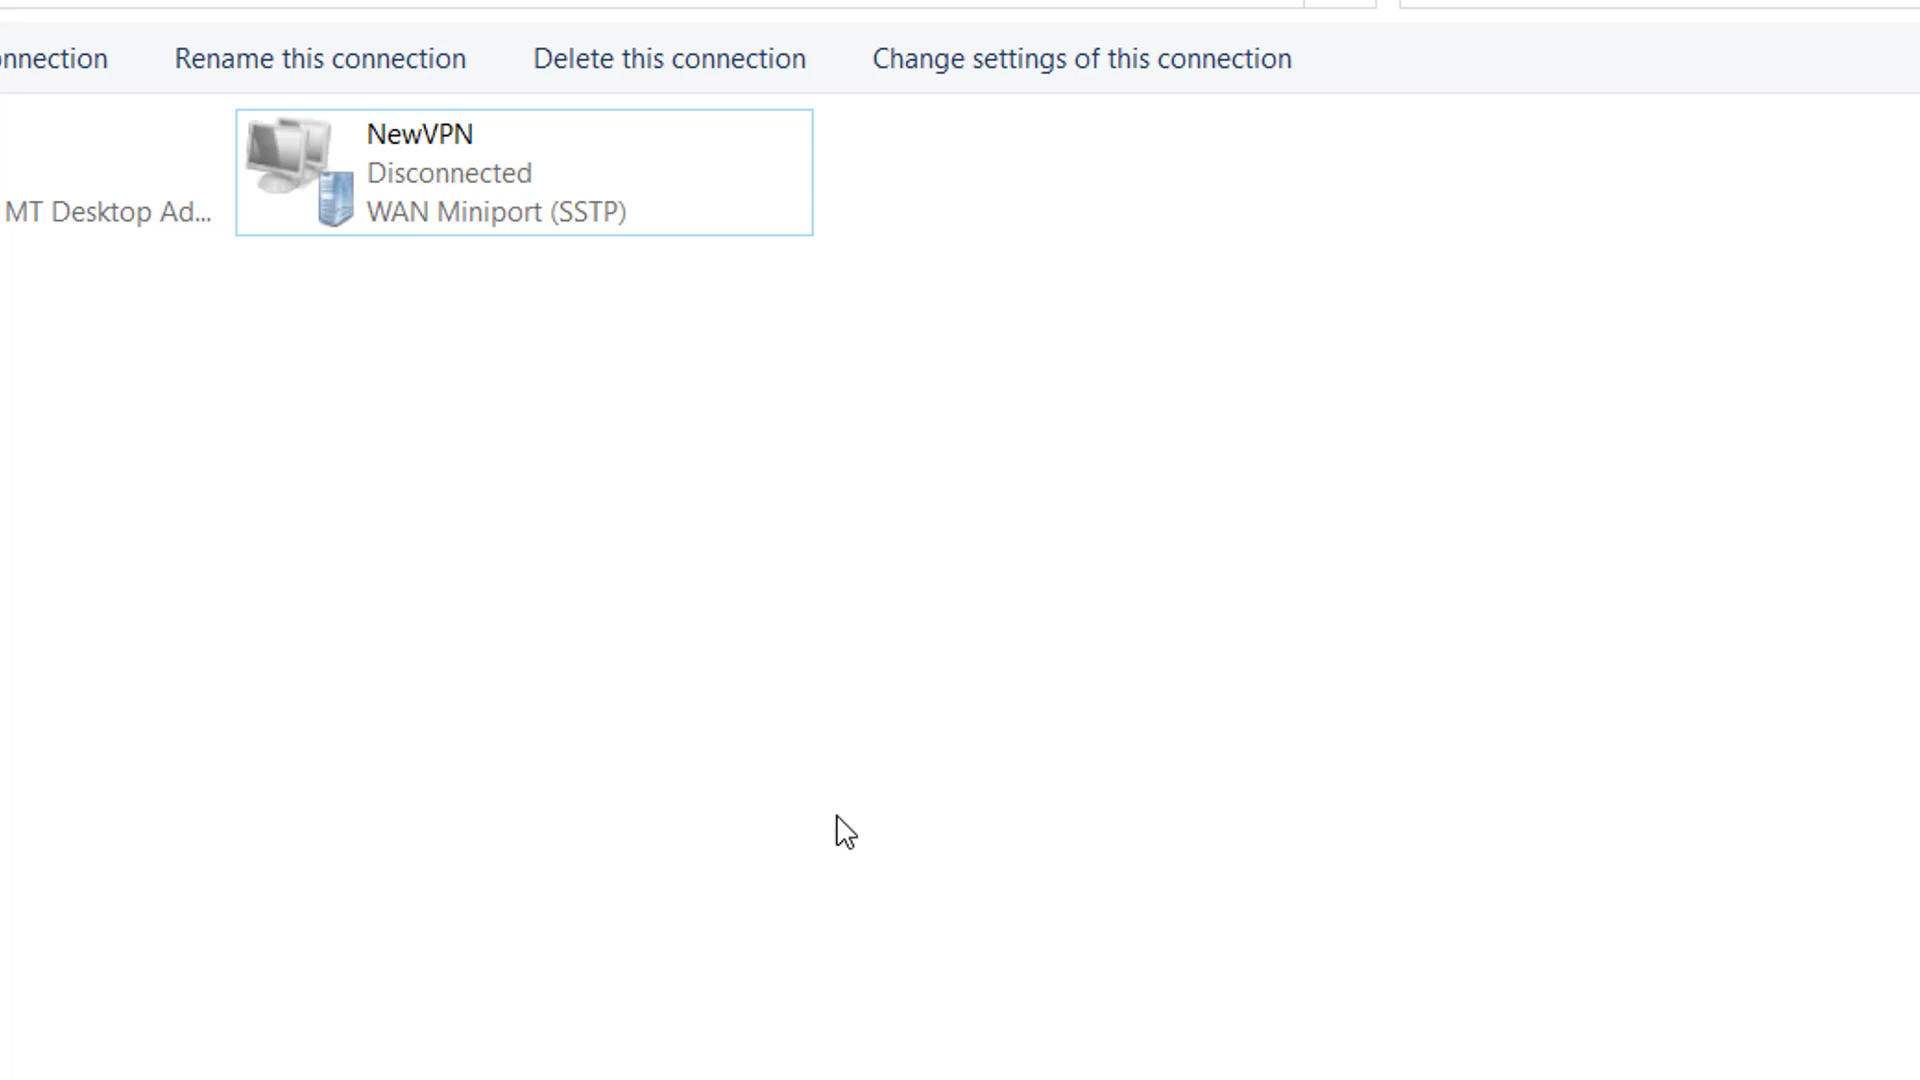 onnection Rename this connection Delete this connection Change settings of this connection
NewVPN
Disconnected
MT Desktop Ad... WAN Miniport (SSTP)